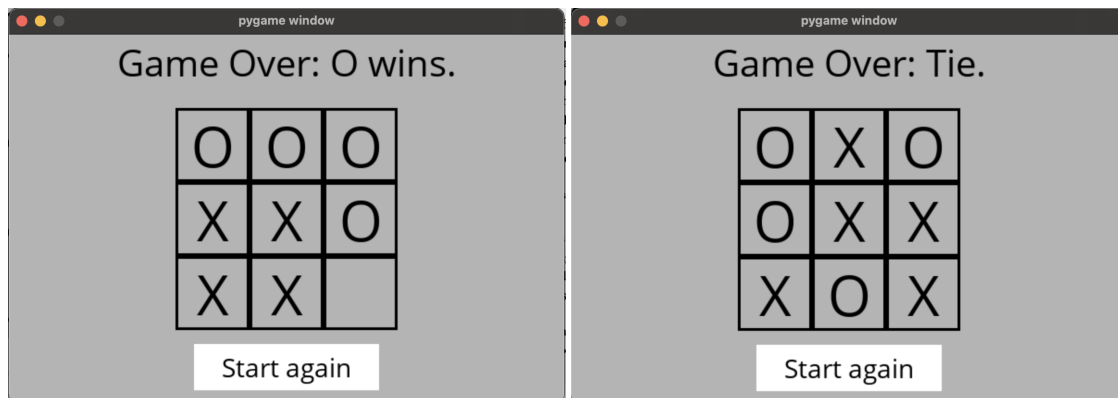 pygame window
Game Over: O wins.
O O O
X X O
X X
Start again
pygame window
Game Over: Tie.
O X O
O X X
X O X
Start again